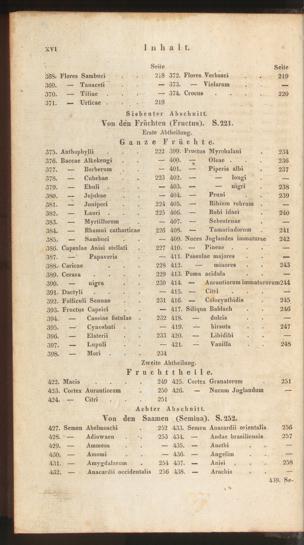 XVI Inhalt.
Seite Seite
368. Flores Sambuci . . 218 372. Flores Verbasci . . 219
369. — Tanaceti . . — 373. — Violarum . . —
370. — Tiliae . . . — 374. Crocus . . . 220
371. — Urticae . . 219
Siebenter Abschnitt.
Von den Früchten (Fructus). S. 221.
Erste Abtheilung.
Ganze Früchte.
375. Anthophylli . . 222 399. Fructus Myrobalani 234
376. Baccae Alkekengi . — 400. — Oleae . . 236
377. — Berberum . — 401. — Piperis albi 237
378. — Cubebae . 223 402. — — longi —
379. — Ebuli . . — 403. — — nigri 238
380. — Jujubae . — 404. — Pruni . 239
381. — Juniperi . 224 405. — Ribium rubrum —
382. — Lauri . . 225 406. — Rubi idaei 240
383. — Myrtillorum — 407. — Sebestenae —
384. — Rhamni catharticae 226 408. — Tamarindorum 241
385. — Sambuci . — 409. Nuces Juglandes immaturae 242
386. Capsulae Anisi stellati 227 410. — Pineae . . —
387. — Papaveris . — 411. Passulae majores . —
388. Caricae . . 228 412. — minores . 243
389. Cerasa . . . 229 413. Poma acidula . . —
390. — nigra . . 230 414. — Aurantiorum immaturorum 244
391. Dactyli . . . — 415. — Citri . . —
392. Folliculi Sennae . 231 416. — Colocynthidis 245
393. Fructus Capsici . — 417. Siliqua Bablach . 246
394. — Cassiae fistulae 232 418. — dulcis . —
395. — Cynosbati . — 419. — hirsuta . 247
396. — Elaterii . 233 420. — Libidibi . —
397. — Lupuli . — 421. — Vanilla . 248
398. — Mori . 234
Zweite Abtheilung.
Fruchttheile.
422. Macis . . . 249 425. Cortex Granatorum 251
423. Cortex Aurantiorum 250 426. — Nucum Juglandum —
424. — Citri . 251
Achter Abschnitt.
Von den Saamen (Semina). S. 252.
427. Semen Abelmoschi . 252 433. Semen Anacardii orientalis 256
428. — Adiowaen . 253 434. — Andae brasiliensis 257
429. — Ammeos . — 435. — Anethi . —
430. — Amomi . — 436. — Angelim . —
431. — Amygdalorum 254 437. — Anisi . 258
432. — Anacardii occidentalis 256 438. — Arachis . —
439. Se-